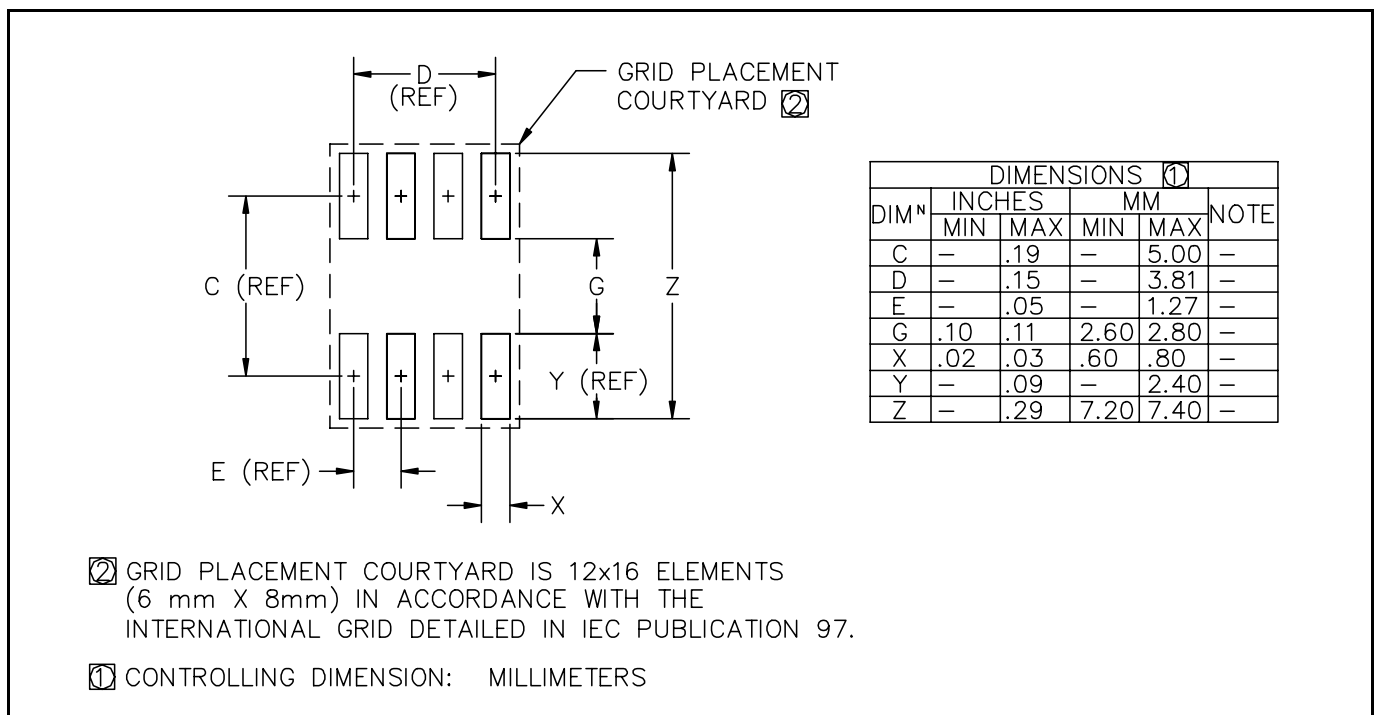 D
(REF)
GRID PLACEMENT
COURTYARD 2
C (REF)
G
Z
Y (REF)
E (REF)
X
DIMENSIONS 1
DIMᴺ INCHES MM NOTE
MIN MAX MIN MAX
C – .19 – 5.00 –
D – .15 – 3.81 –
E – .05 – 1.27 –
G .10 .11 2.60 2.80 –
X .02 .03 .60 .80 –
Y – .09 – 2.40 –
Z – .29 7.20 7.40 –
2 GRID PLACEMENT COURTYARD IS 12x16 ELEMENTS
(6 mm X 8mm) IN ACCORDANCE WITH THE
INTERNATIONAL GRID DETAILED IN IEC PUBLICATION 97.
1 CONTROLLING DIMENSION: MILLIMETERS